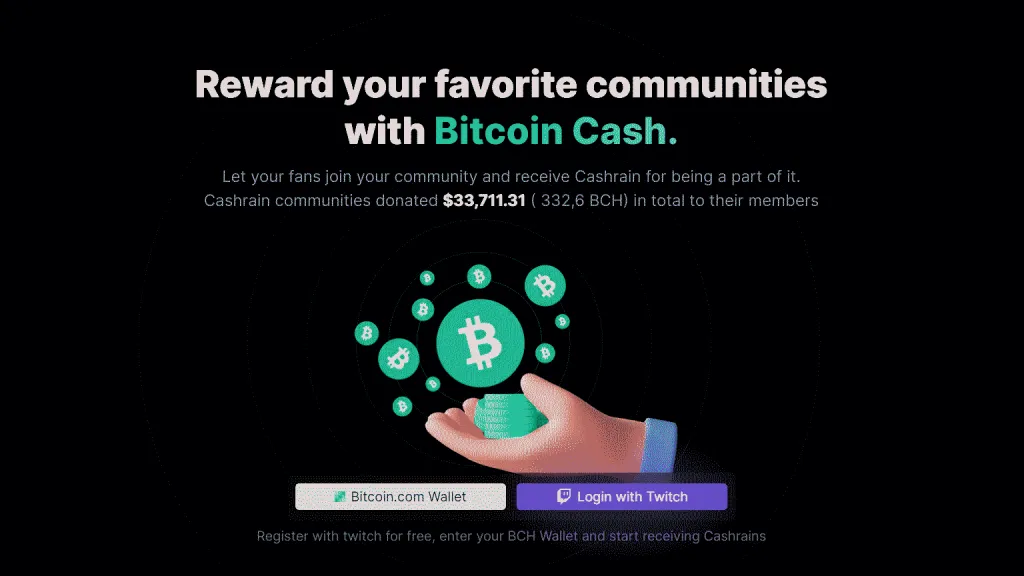 Reward your favorite communities
with Bitcoin Cash.
Let your fans join your community and receive Cashrain for being a part of it.
Cashrain communities donated $33,711.31 ( 332,6 BCH) in total to their members
Bitcoin.com Wallet
Login with Twitch
Register with twitch for free, enter your BCH Wallet and start receiving Cashrains